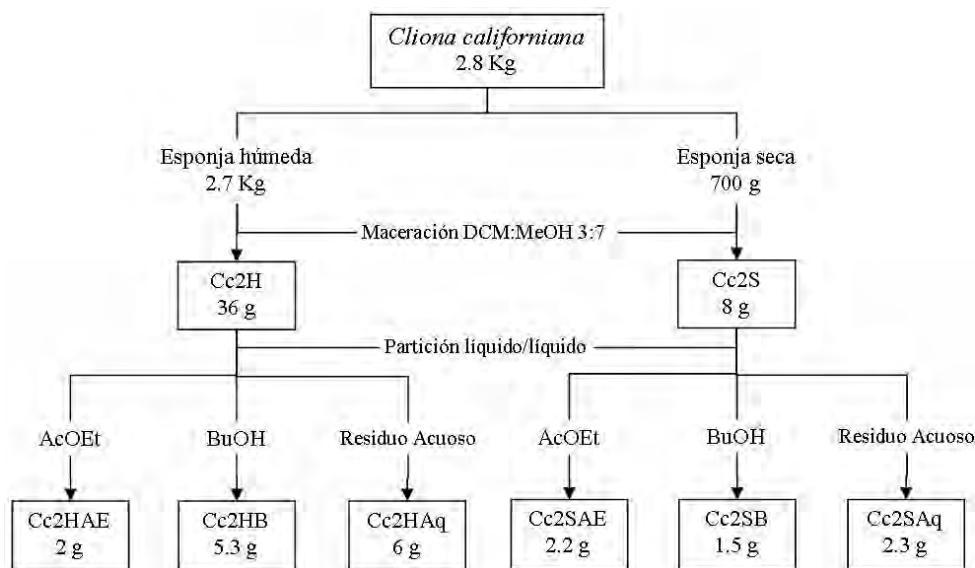 Cliona californiana
2.8 Kg
Esponja húmeda
2.7 Kg
Esponja seca
700 g
Maceración DCM:MeOH 3:7
Cc2H
36 g
Cc2S
8 g
Partición líquido/líquido
AcOEt
BuOH
Residuo Acuoso
AcOEt
BuOH
Residuo Acuoso
Cc2HAE
2 g
Cc2HB
5.3 g
Cc2HAq
6 g
Cc2SAE
2.2 g
Cc2SB
1.5 g
Cc2SAq
2.3 g